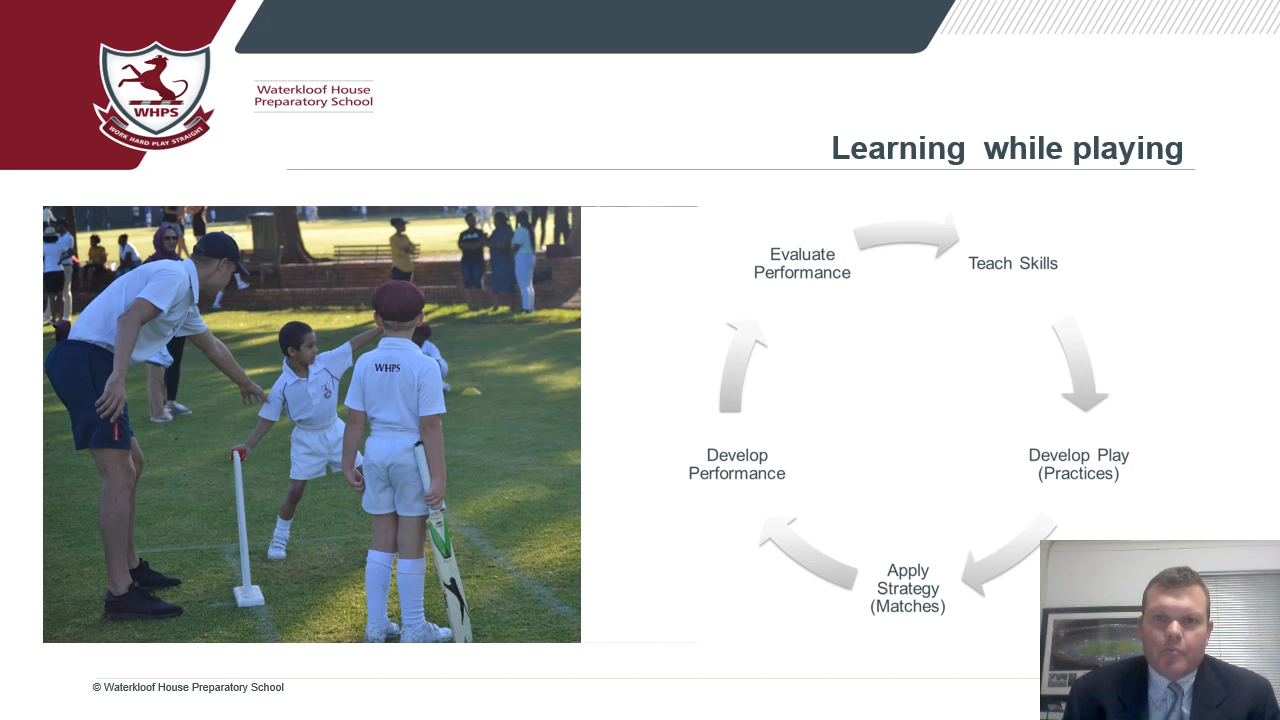 WHPS
WORK HARD PLAY STRAIGHT
Waterkloof House
Preparatory School
Learning while playing
WHPS
Evaluate
Performance
Teach Skills
Develop
Performance
Develop Play
(Practices)
Apply
Strategy
(Matches)
© Waterkloof House Preparatory School